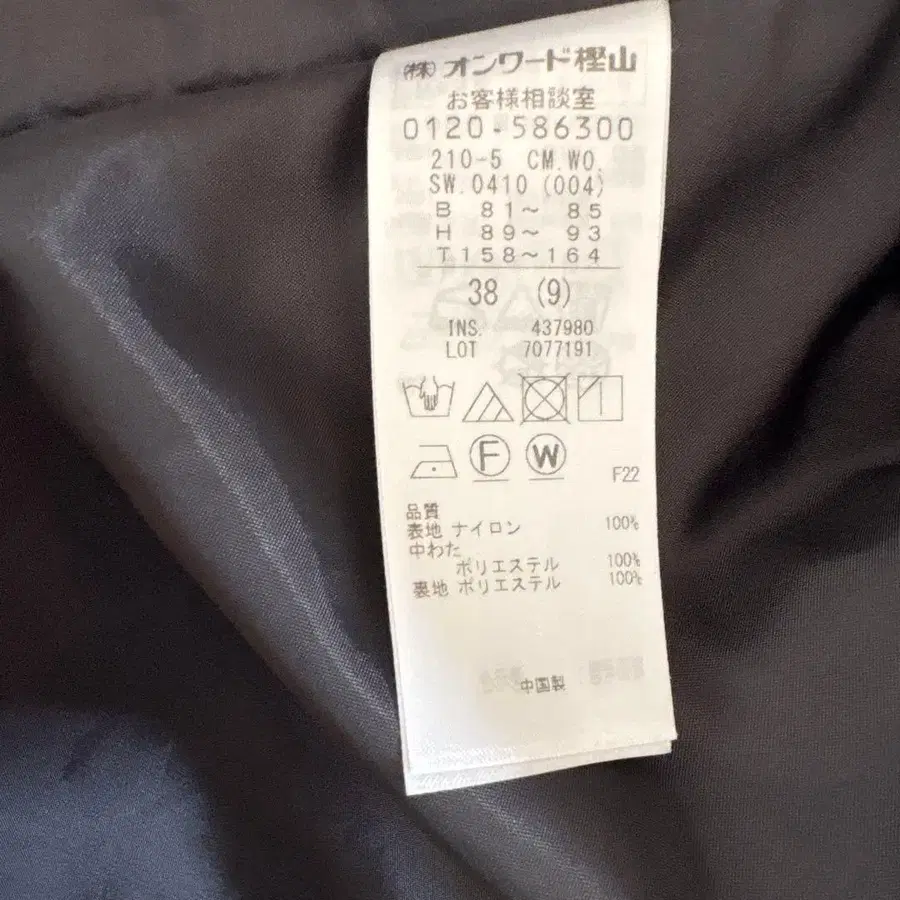 ㈱オンワード樫山
お客様相談室
0120-586300
210-5 CM.WO.
SW.0410 (004)
B 81～ 85
H 89～ 93
T158～164
38 (9)
INS. 437980
LOT 7077191
F W
F22
品質
表地 ナイロン 100%
中わた
ポリエステル 100%
裏地 ポリエステル 100%
中国製